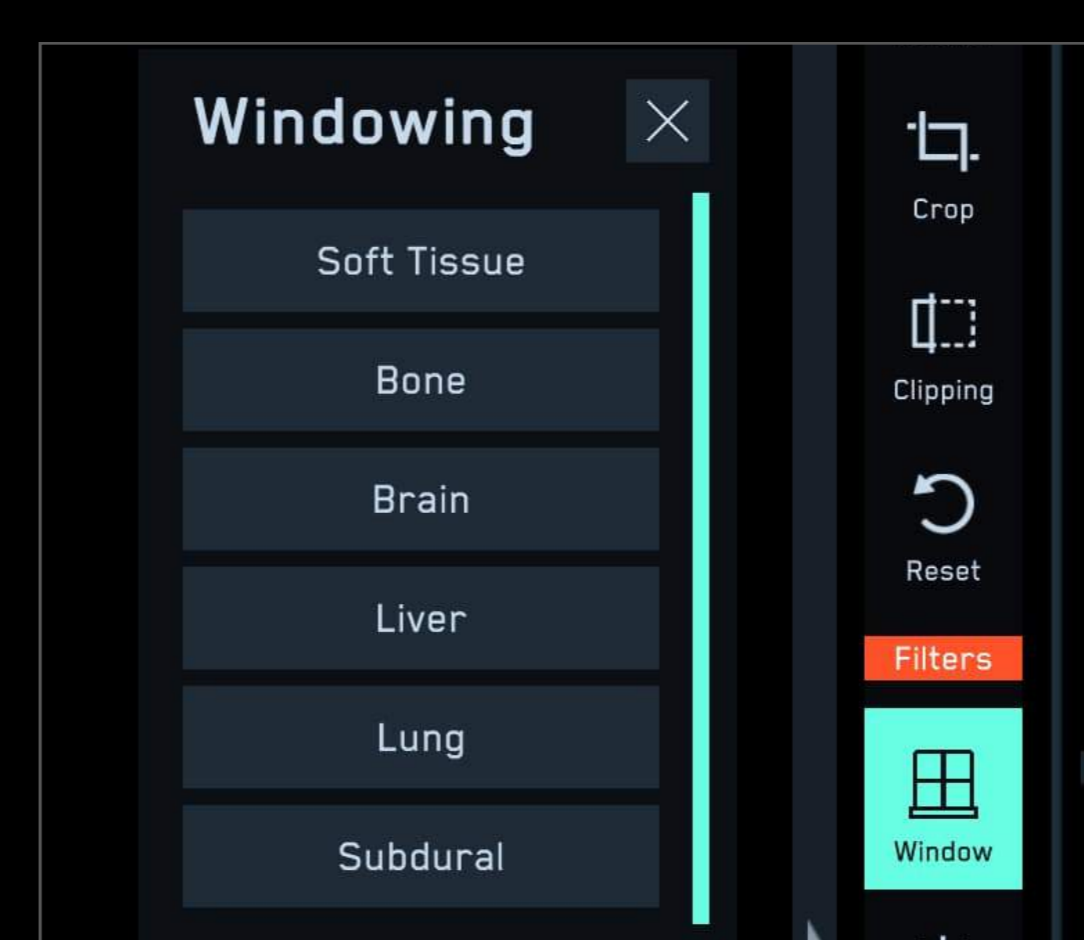 Windowing
Soft Tissue
Bone
Brain
Liver
Lung
Subdural
Crop
Clipping
Reset
Filters
Window